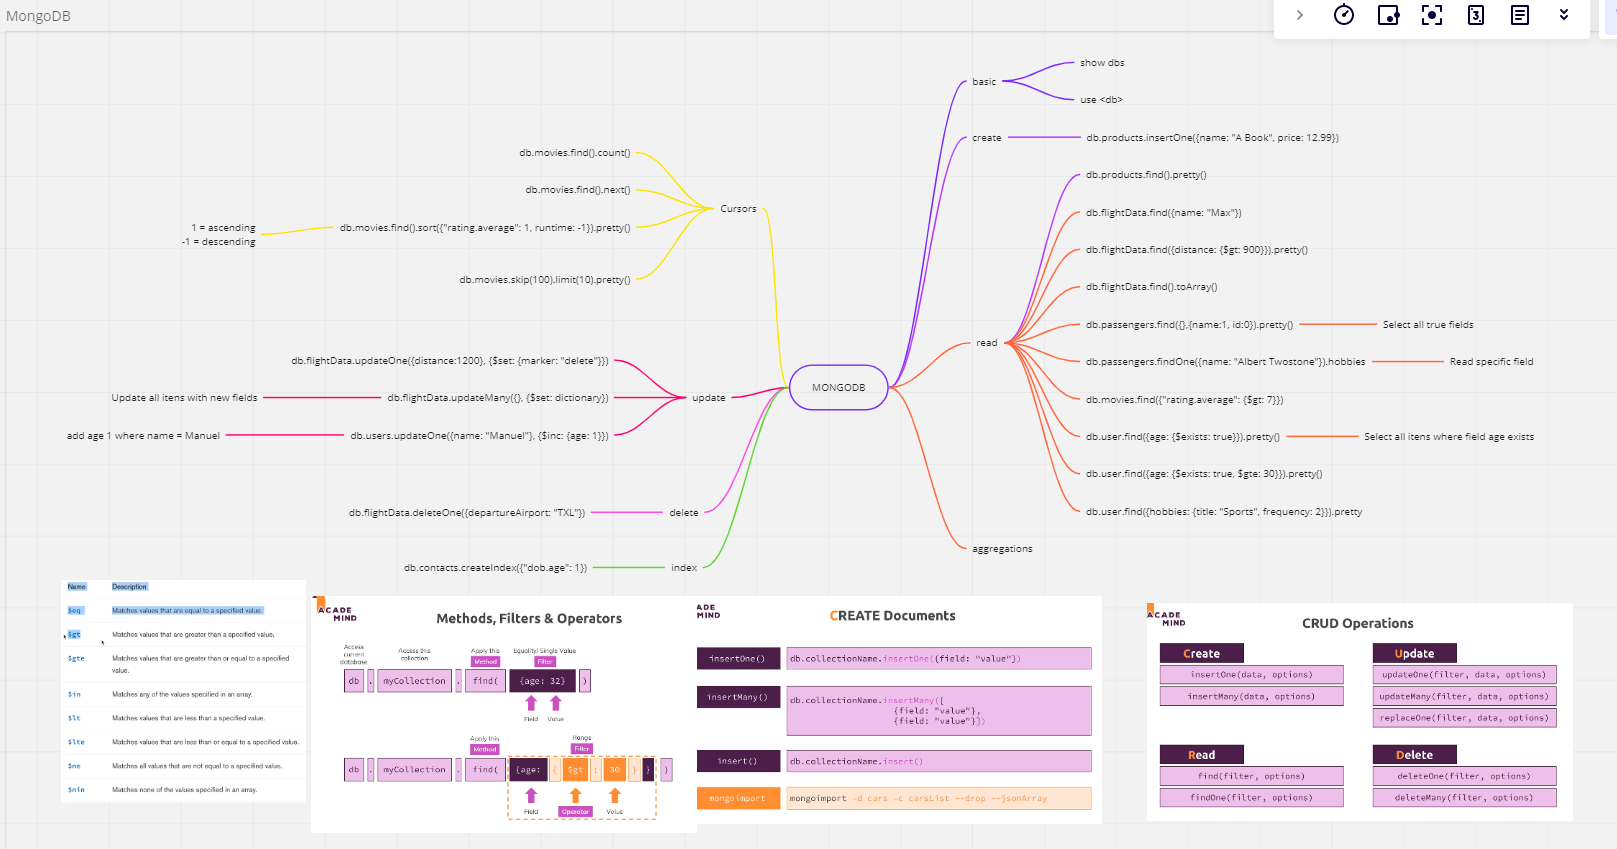 MongoDB
3
basic
show dbs
use <db>
create
db.products.insertOne({name: "A Book", price: 12.99})
read
db.products.find().pretty()
db.flightData.find({name: "Max"})
db.flightData.find({distance: {$gt: 900}}).pretty()
db.flightData.find().toArray()
db.passengers.find({},{name:1, id:0}).pretty()
Select all true fields
db.passengers.findOne({name: "Albert Twostone"}).hobbies
Read specific field
db.movies.find({"rating.average": {$gt: 7}})
db.user.find({age: {$exists: true}}).pretty()
Select all itens where field age exists
db.user.find({age: {$exists: true, $gte: 30}}).pretty()
db.user.find({hobbies: {title: "Sports", frequency: 2}}).pretty
aggregations
MONGODB
Cursors
db.movies.find().count()
db.movies.find().next()
db.movies.find().sort({"rating.average": 1, runtime: -1}).pretty()
1 = ascending
-1 = descending
db.movies.skip(100).limit(10).pretty()
update
db.flightData.updateOne({distance:1200}, {$set: {marker: "delete"}})
db.flightData.updateMany({}, {$set: dictionary})
Update all itens with new fields
db.users.updateOne({name: "Manuel"}, {$inc: {age: 1}})
add age 1 where name = Manuel
delete
db.flightData.deleteOne({departureAirport: "TXL"})
index
db.contacts.createIndex({"dob.age": 1})
Name Description
$eq Matches values that are equal to a specified value.
$gt Matches values that are greater than a specified value.
$gte Matches values that are greater than or equal to a specified
value.
$in Matches any of the values specified in an array.
$lt Matches values that are less than a specified value.
$lte Matches values that are less than or equal to a specified value.
$ne Matches all values that are not equal to a specified value.
$nin Matches none of the values specified in an array.
ACADE
MIND
Methods, Filters & Operators
Access
current
database
Access this
collection
Apply this
Method
Equality/ Single Value
Filter
db . myCollection . find( {age: 32} )
Field Value
Apply this
Method
Range
Filter
db . myCollection . find( {age: { $gt : 30 } } )
Field Operator Value
ADE
MIND
CREATE Documents
insertOne() db.collectionName.insertOne({field: "value"})
insertMany() db.collectionName.insertMany([
{field: "value"},
{field: "value"}])
insert() db.collectionName.insert()
mongoimport mongoimport -d cars -c carsList --drop --jsonArray
ACADE
MIND
CRUD Operations
Create
insertOne(data, options)
insertMany(data, options)
Update
updateOne(filter, data, options)
updateMany(filter, data, options)
replaceOne(filter, data, options)
Read
find(filter, options)
findOne(filter, options)
Delete
deleteOne(filter, options)
deleteMany(filter, options)